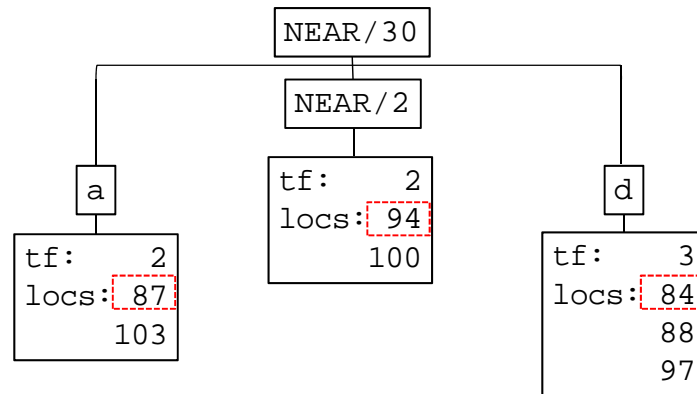 NEAR/30
NEAR/2
a
tf: 2
locs: 87
103
tf: 2
locs: 94
100
d
tf: 3
locs: 84
88
97